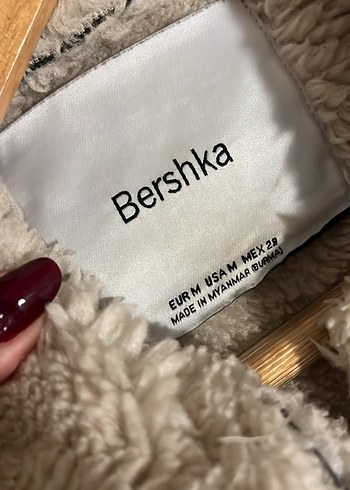 Bershka
EUR M USA M MEX 28
MADE IN MYANMAR (BURMA)